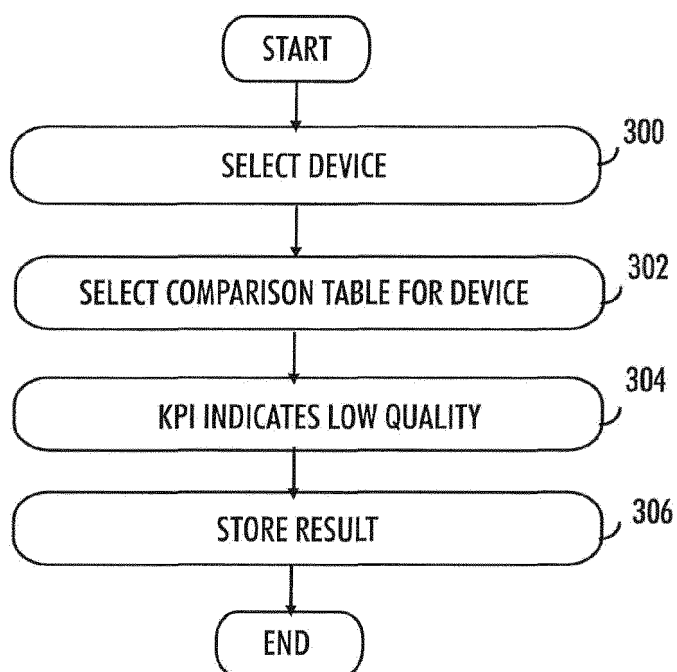 START
SELECT DEVICE
300
SELECT COMPARISON TABLE FOR DEVICE
302
KPI INDICATES LOW QUALITY
304
STORE RESULT
306
END